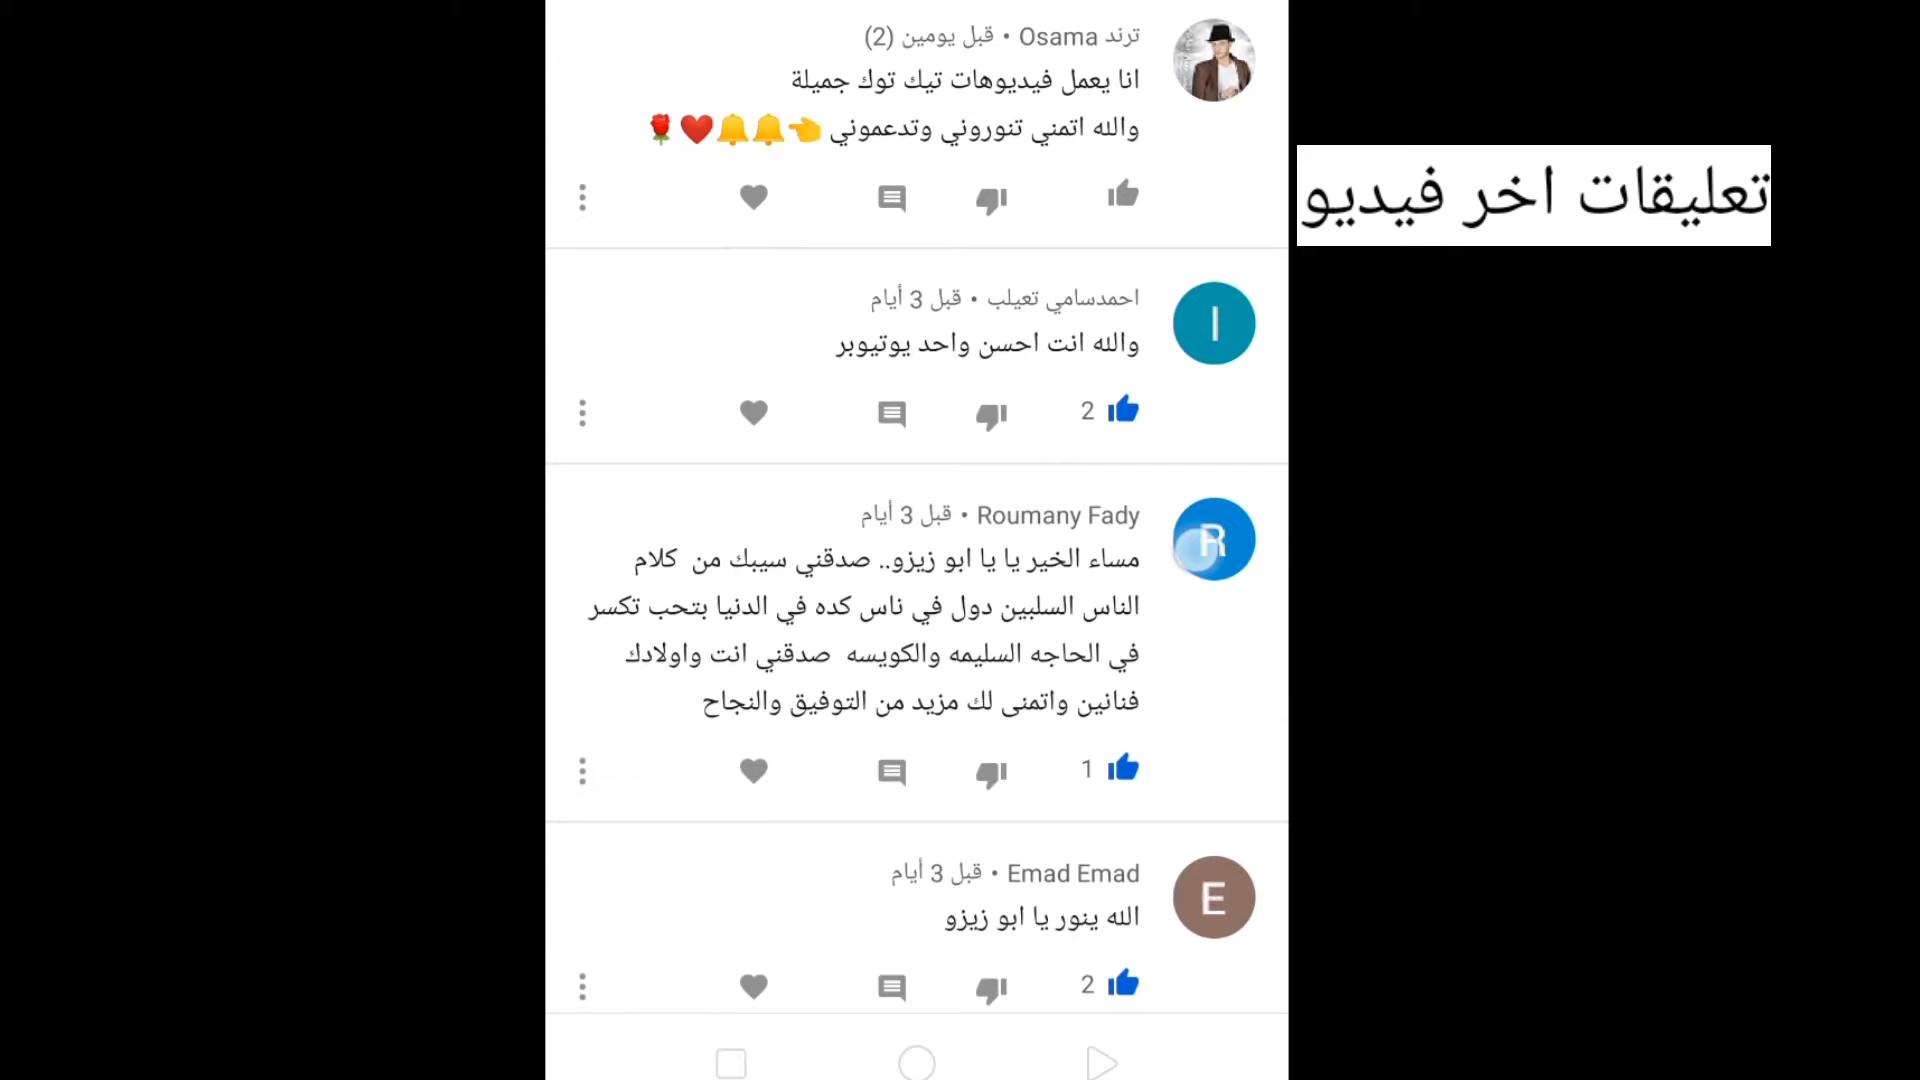 ترند Osama • قبل يومين (2)
انا يعمل فيديوهات تيك توك جميلة
والله اتمني تنوروني وتدعموني 👈🔔🔔❤️🌹
تعليقات اخر فيديو
I
احمدسامي تعيلب • قبل 3 أيام
والله انت احسن واحد يوتيوبر
2
R
Roumany Fady • قبل 3 أيام
مساء الخير يا يا ابو زيزو.. صدقني سيبك من كلام
الناس السلبين دول في ناس كده في الدنيا بتحب تكسر
في الحاجه السليمه والكويسه صدقني انت واولادك
فنانين واتمنى لك مزيد من التوفيق والنجاح
1
E
Emad Emad • قبل 3 أيام
الله ينور يا ابو زيزو
2